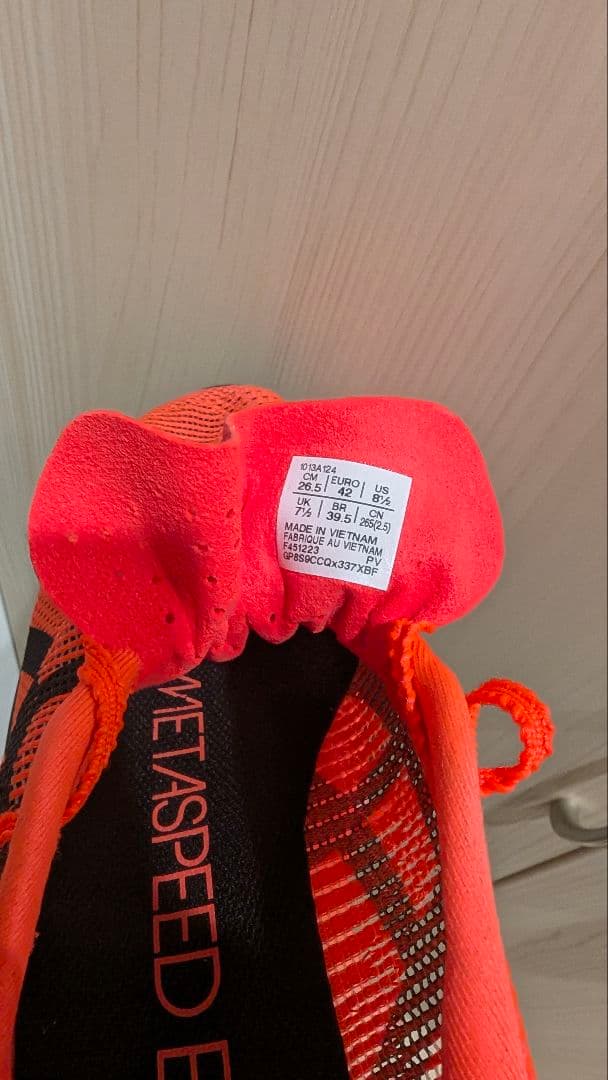 1013A124
CM 26.5 EURO 42 US 8½
UK 7½ BR 39.5 CN 265(2.5)
MADE IN VIETNAM
FABRIQUE AU VIETNAM
F451223 PV
GP8S9CCQx337XBF
METASPEED E